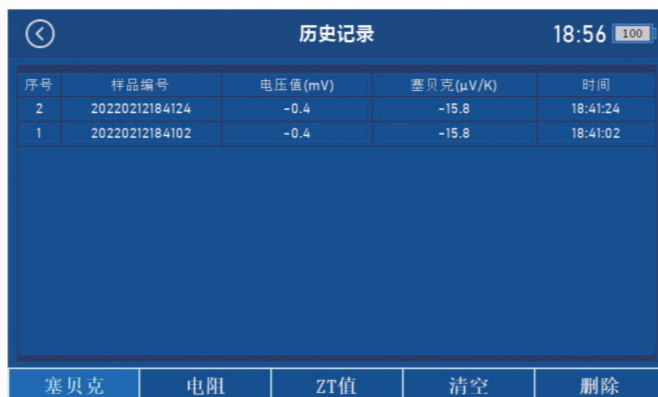 历史记录 18:56 100
序号 样品编号 电压值(mV) 塞贝克(μV/K) 时间
2 20220212184124 -0.4 -15.8 18:41:24
1 20220212184102 -0.4 -15.8 18:41:02
塞贝克 电阻 ZT值 清空 删除